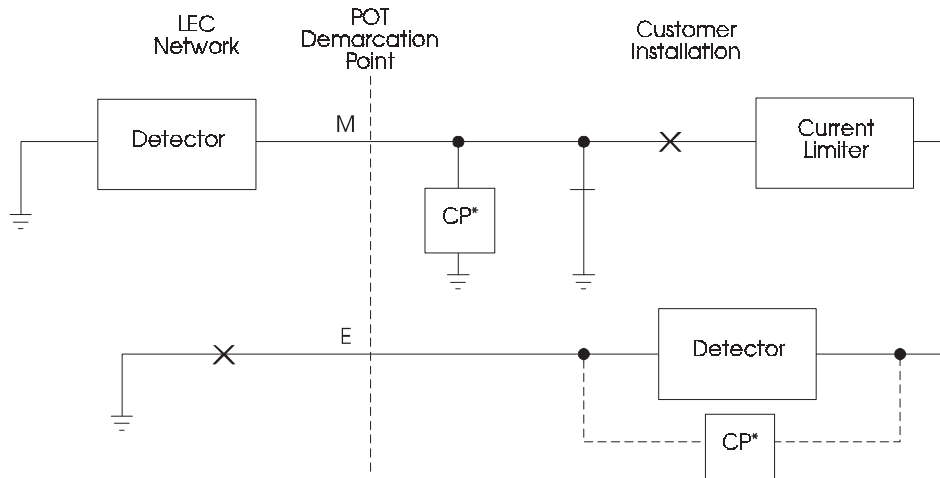 LEC
Network
POT
Demarcation
Point
Customer
Installation
Detector
M
Current
Limiter
CP*
E
Detector
CP*